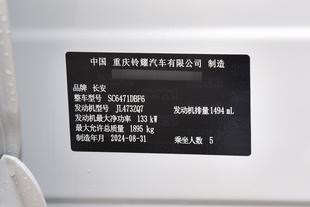 中国 重庆铃耀汽车有限公司 制造
品牌 长安
整车型号 SC6471DBF6
发动机型号 JL473ZQ7 发动机排量 1494 mL
发动机最大净功率 133 kW
最大允许总质量 1895 kg
制造年月 2024-08-31 乘坐人数 5